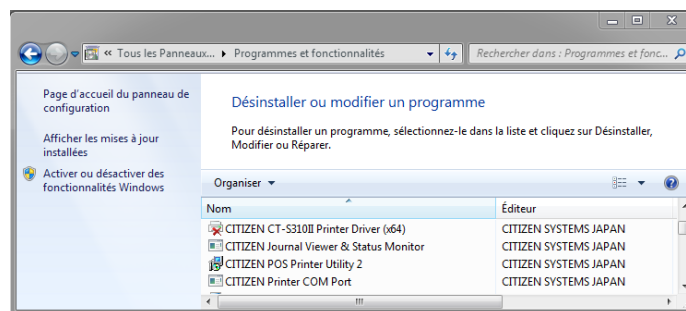 « Tous les Panneaux... Programmes et fonctionnalités
Rechercher dans : Programmes et fonc...
Page d'accueil du panneau de
configuration
Afficher les mises à jour
installées
Activer ou désactiver des
fonctionnalités Windows
Désinstaller ou modifier un programme
Pour désinstaller un programme, sélectionnez-le dans la liste et cliquez sur Désinstaller,
Modifier ou Réparer.
Organiser
Nom Éditeur
CITIZEN CT-S310II Printer Driver (x64) CITIZEN SYSTEMS JAPAN
CITIZEN Journal Viewer & Status Monitor CITIZEN SYSTEMS JAPAN
CITIZEN POS Printer Utility 2 CITIZEN SYSTEMS JAPAN
CITIZEN Printer COM Port CITIZEN SYSTEMS JAPAN